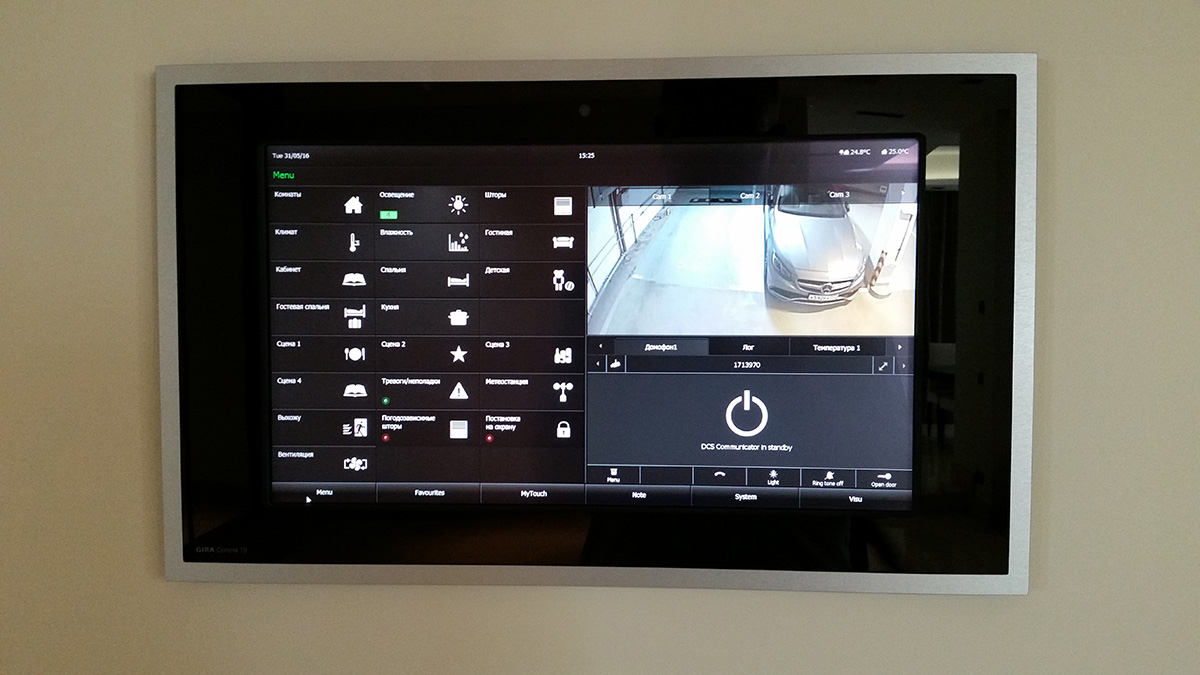 Tue 31/05/16
15:25
24.8°C
25.0°C
Menu
Комнаты
Освещение
Шторы
Климат
Влажность
Гостиная
Кабинет
Спальня
Детская
Гостевая спальня
Кухня
Сцена 1
Сцена 2
Сцена 3
Сцена 4
Тревоги/неполадки
Метеостанция
Выхожу
Погодозависимые
шторы
Постановка
на охрану
Вентиляция
Cam 1
Cam 2
Cam 3
Домофон1
Лог
Температура 1
1713970
DCS Communicator in standby
Menu
Light
Ring tone off
Open door
Menu
Favourites
MyTouch
Note
System
Visu
GIRA Control 19